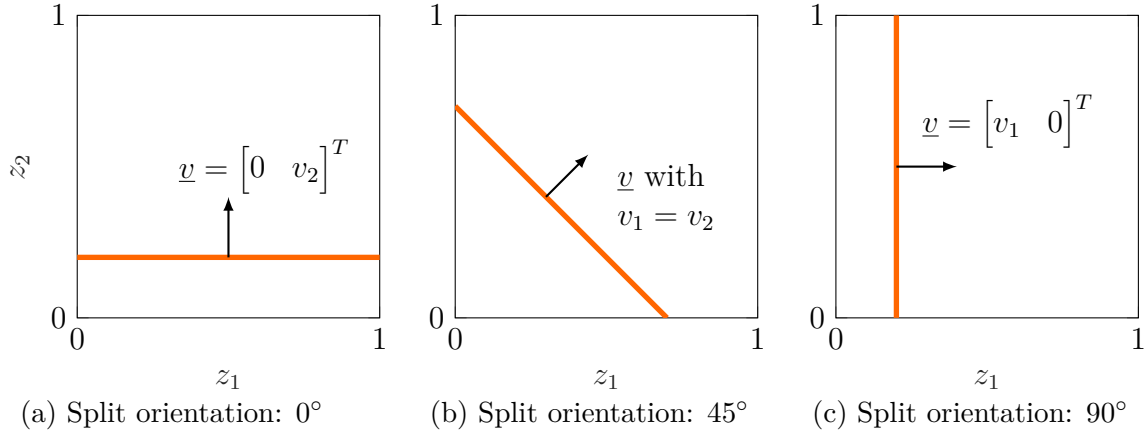 1
z₂
v = [0 v₂]ᵀ
0
0
1
z₁
(a) Split orientation: 0°
1
v with
v₁ = v₂
0
0
1
z₁
(b) Split orientation: 45°
1
v = [v₁ 0]ᵀ
0
0
1
z₁
(c) Split orientation: 90°